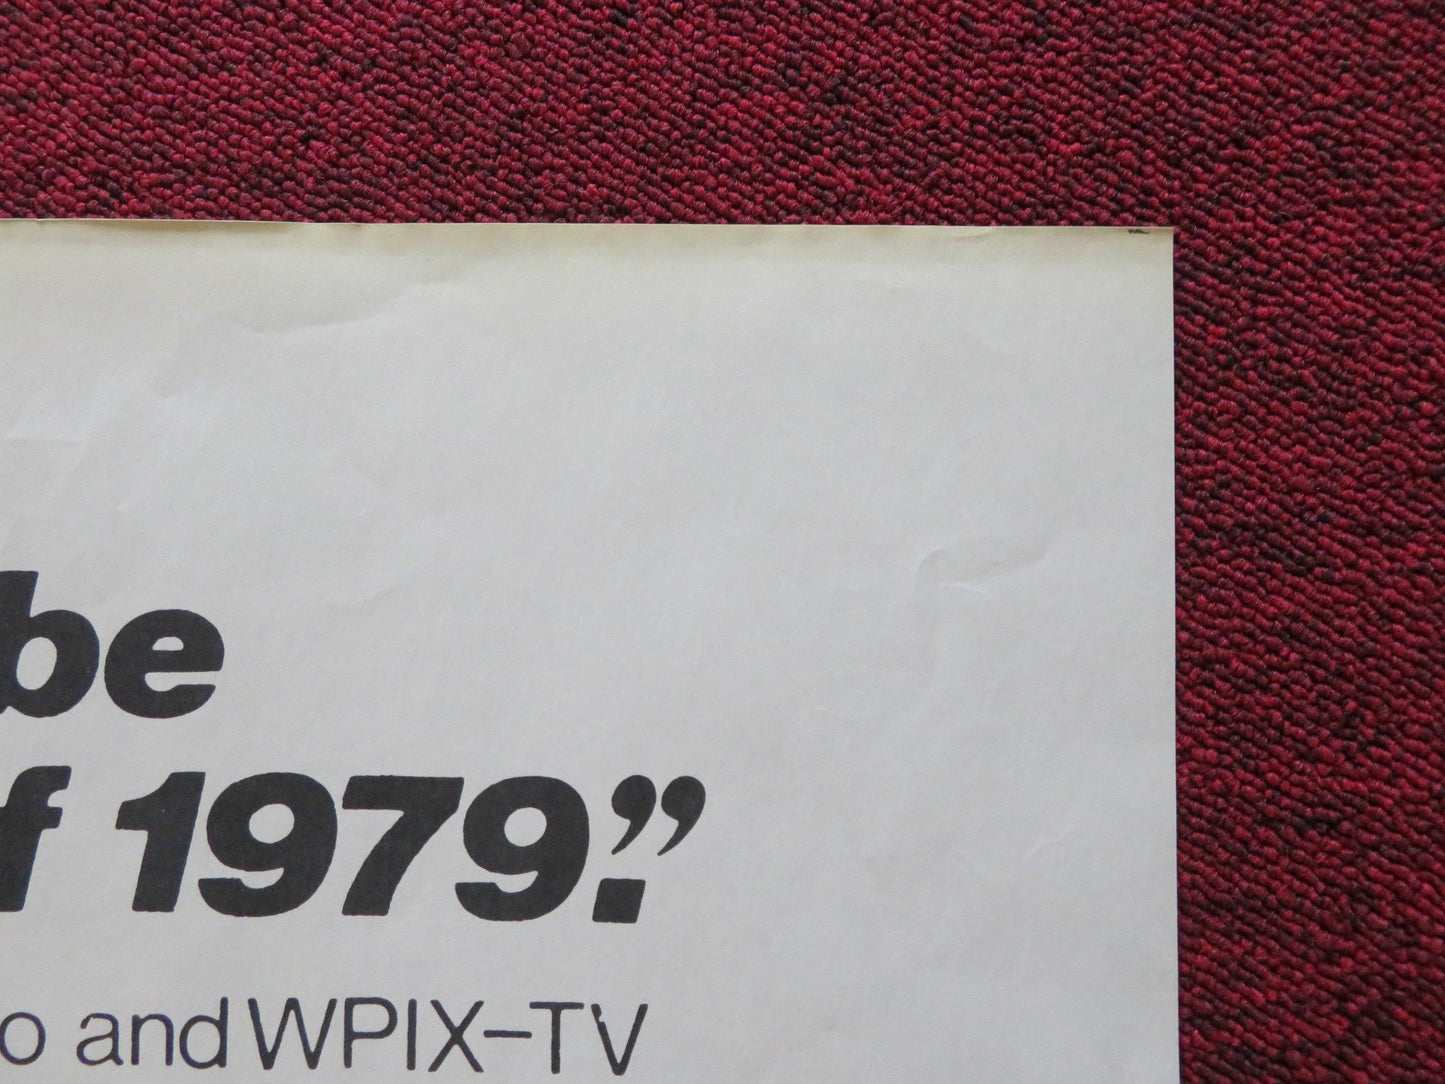 be
f 1979."
o and WPIX-TV